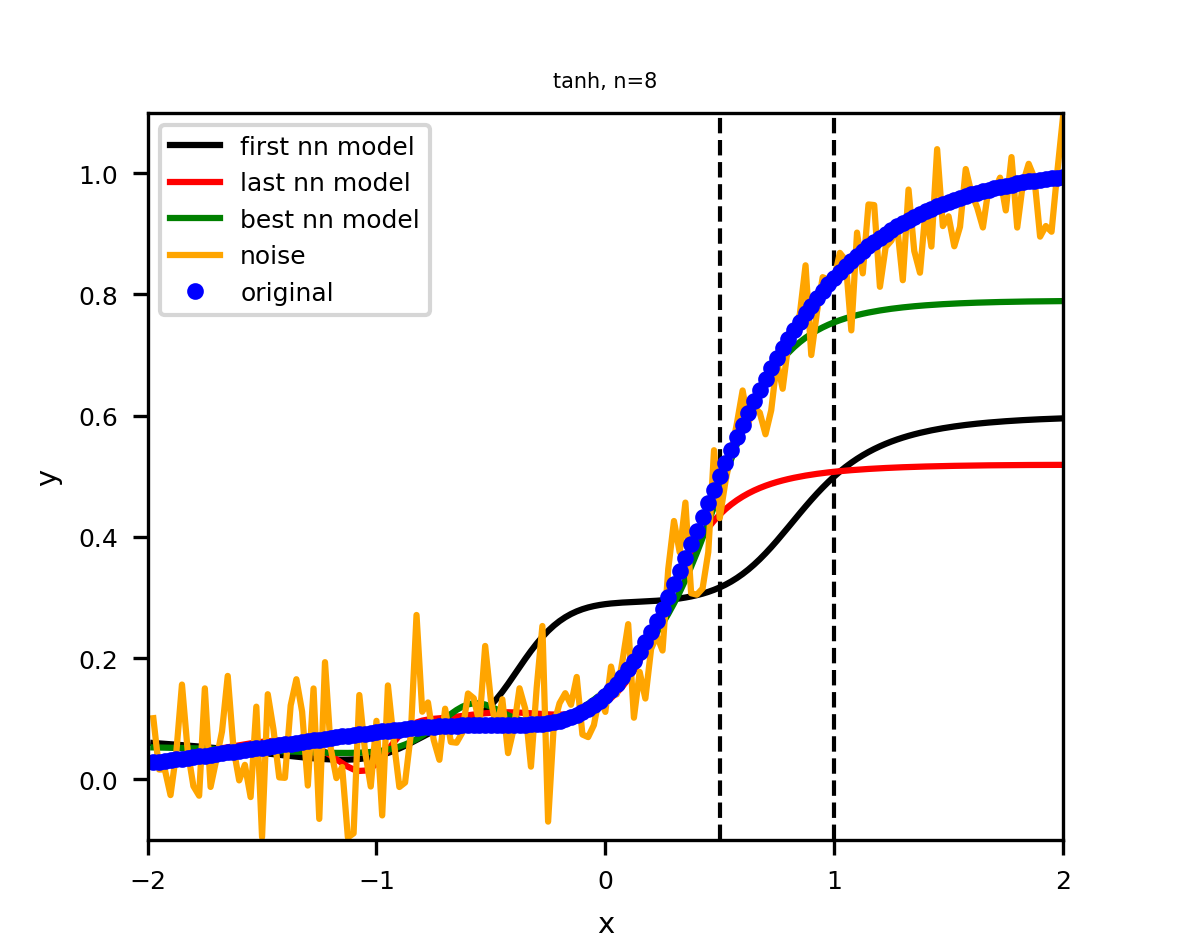 tanh, n=8
first nn model
last nn model
best nn model
noise
original
1.0
0.8
0.6
0.4
0.2
0.0
y
−2
−1
0
1
2
x